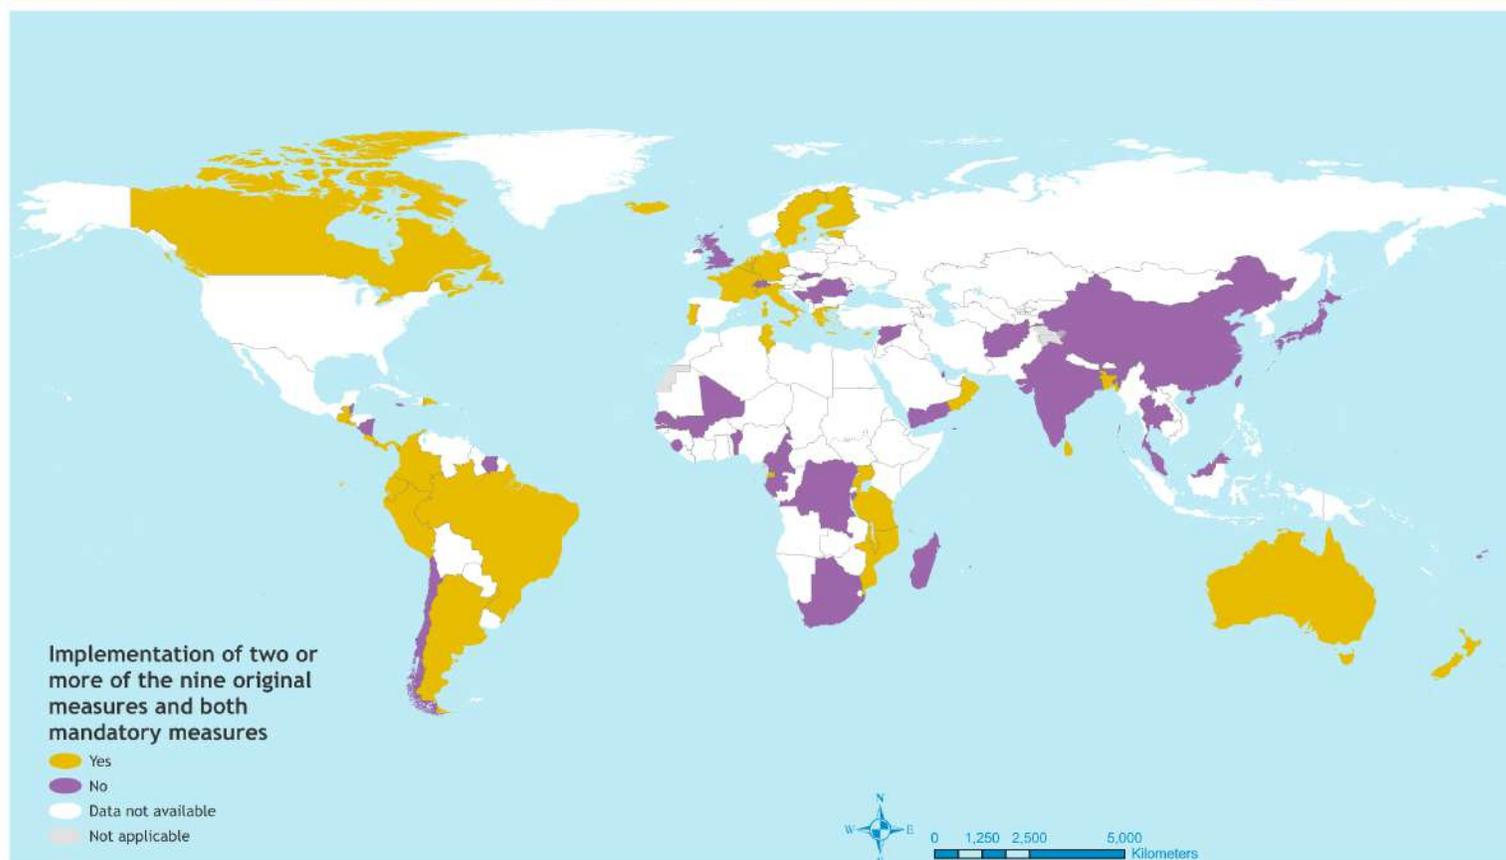 Implementation of two or
more of the nine original
measures and both
mandatory measures
Yes
No
Data not available
Not applicable
N
W E
0 1,250 2,500 5,000
Kilometers